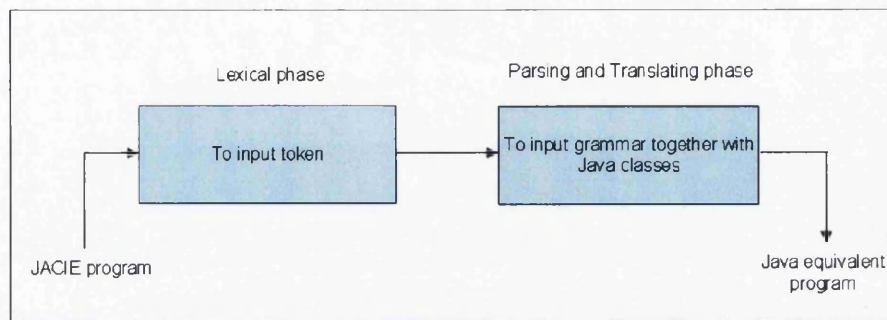 Lexical phase
Parsing and Translating phase
To input token
To input grammar together with
Java classes
JACIE program
Java equivalent
program